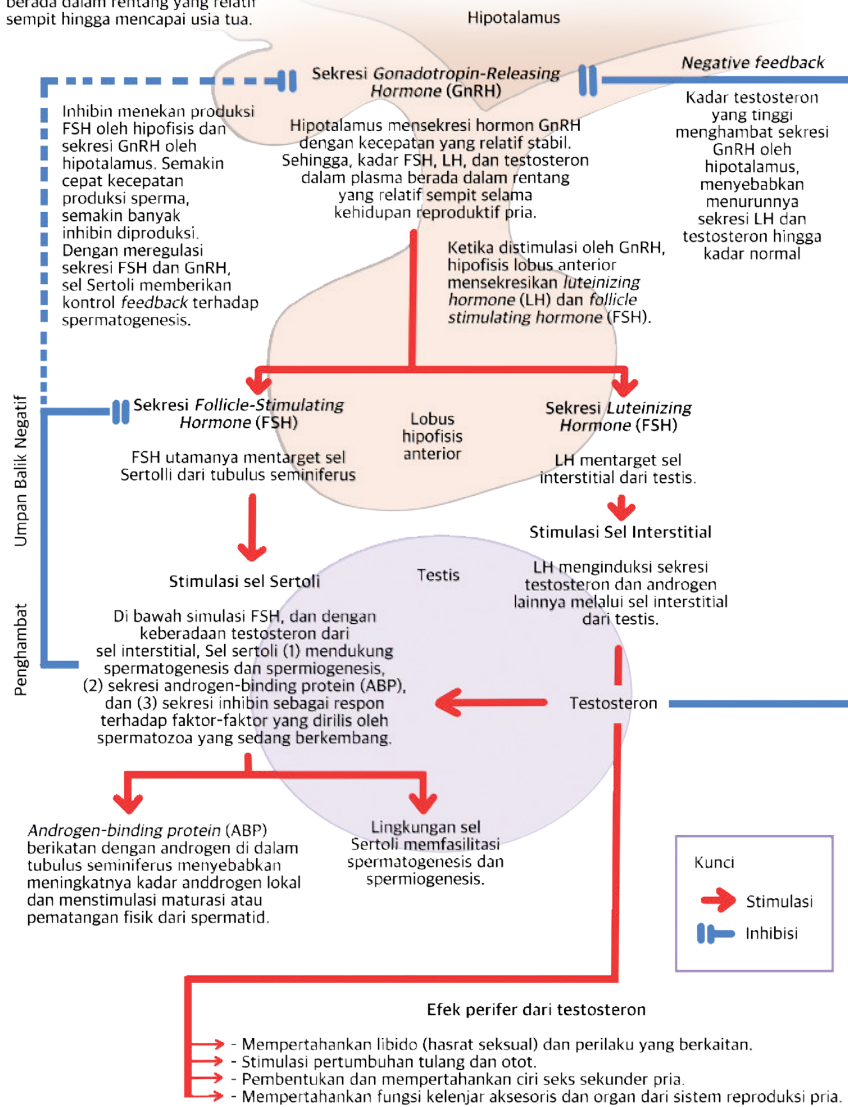 berada dalam rentang yang relatif
sempit hingga mencapai usia tua.
Hipotalamus
Sekresi Gonadotropin-Releasing
Hormone (GnRH)
Negative feedback
Inhibin menekan produksi
FSH oleh hipofisis dan
sekresi GnRH oleh
hipotalamus. Semakin
cepat kecepatan
produksi sperma,
semakin banyak
inhibin diproduksi.
Dengan meregulasi
sekresi FSH dan GnRH,
sel Sertoli memberikan
kontrol feedback terhadap
spermatogenesis.
Hipotalamus mensekresi hormon GnRH
dengan kecepatan yang relatif stabil.
Sehingga, kadar FSH, LH, dan testosteron
dalam plasma berada dalam rentang
yang relatif sempit selama
kehidupan reproduktif pria.
Kadar testosteron
yang tinggi
menghambat sekresi
GnRH oleh
hipotalamus,
menyebabkan
menurunnya
sekresi LH dan
testosteron hingga
kadar normal
Ketika distimulasi oleh GnRH,
hipofisis lobus anterior
mensekresikan luteinizing
hormone (LH) dan follicle
stimulating hormone (FSH).
Sekresi Follicle-Stimulating
Hormone (FSH)
Lobus
hipofisis
anterior
Sekresi Luteinizing
Hormone (FSH)
FSH utamanya mentarget sel
Sertolli dari tubulus seminiferus
LH mentarget sel
interstitial dari testis.
Umpan Balik Negatif
Penghambat
Stimulasi Sel Interstitial
Stimulasi sel Sertoli
Testis
LH menginduksi sekresi
testosteron dan androgen
lainnya melalui sel interstitial
dari testis.
Di bawah simulasi FSH, dan dengan
keberadaan testosteron dari
sel interstitial, Sel sertoli (1) mendukung
spermatogenesis dan spermiogenesis,
(2) sekresi androgen-binding protein (ABP),
dan (3) sekresi inhibin sebagai respon
terhadap faktor-faktor yang dirilis oleh
spermatozoa yang sedang berkembang.
Testosteron
Androgen-binding protein (ABP)
berikatan dengan androgen di dalam
tubulus seminiferus menyebabkan
meningkatnya kadar anddrogen lokal
dan menstimulasi maturasi atau
pematangan fisik dari spermatid.
Lingkungan sel
Sertoli memfasilitasi
spermatogenesis dan
spermiogenesis.
Kunci
Stimulasi
Inhibisi
Efek perifer dari testosteron
- Mempertahankan libido (hasrat seksual) dan perilaku yang berkaitan.
- Stimulasi pertumbuhan tulang dan otot.
- Pembentukan dan mempertahankan ciri seks sekunder pria.
- Mempertahankan fungsi kelenjar aksesoris dan organ dari sistem reproduksi pria.